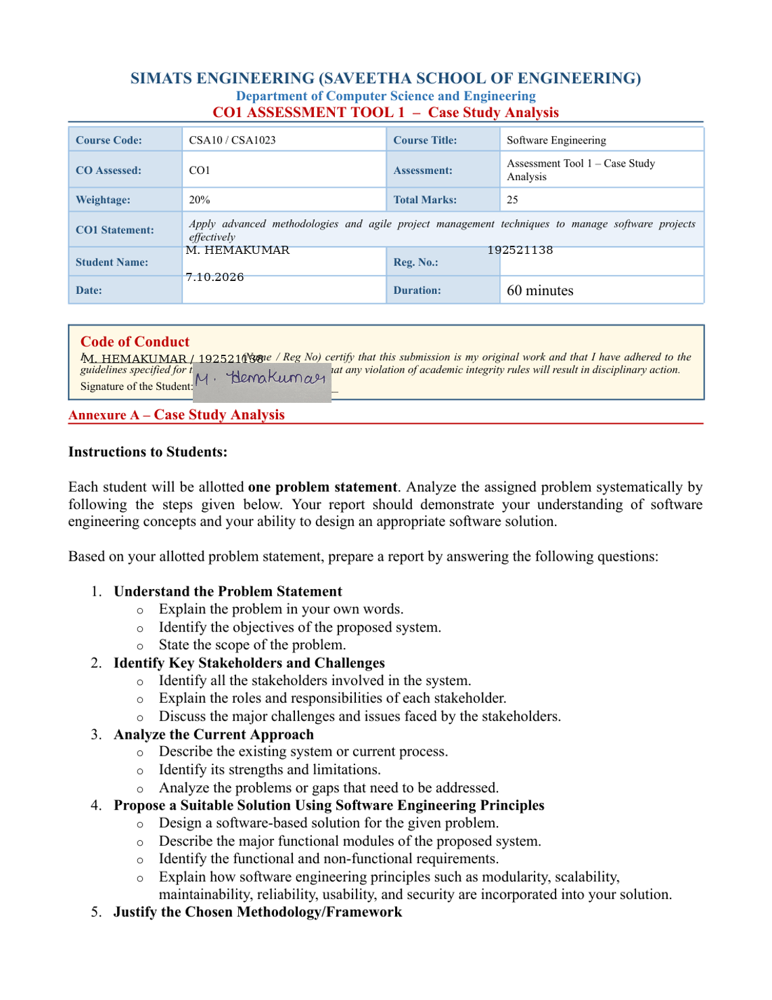 SIMATS ENGINEERING (SAVEETHA SCHOOL OF ENGINEERING)
Department of Computer Science and Engineering
CO1 ASSESSMENT TOOL 1 – Case Study Analysis
Course Code: CSA10 / CSA1023 Course Title: Software Engineering
CO Assessed: CO1 Assessment: Assessment Tool 1 – Case Study
Analysis
Weightage: 20% Total Marks: 25
CO1 Statement: Apply advanced methodologies and agile project management techniques to manage software projects
effectively
M. HEMAKUMAR 192521138
Student Name: Reg. No.:
7.10.2026
Date: Duration: 60 minutes
Code of Conduct
I M. HEMAKUMAR / 192521138 (Name / Reg No) certify that this submission is my original work and that I have adhered to the
guidelines specified for that any violation of academic integrity rules will result in disciplinary action.
Signature of the Student: M. Hemakumar
Annexure A – Case Study Analysis
Instructions to Students:
Each student will be allotted one problem statement. Analyze the assigned problem systematically by
following the steps given below. Your report should demonstrate your understanding of software
engineering concepts and your ability to design an appropriate software solution.
Based on your allotted problem statement, prepare a report by answering the following questions:
1. Understand the Problem Statement
o Explain the problem in your own words.
o Identify the objectives of the proposed system.
o State the scope of the problem.
2. Identify Key Stakeholders and Challenges
o Identify all the stakeholders involved in the system.
o Explain the roles and responsibilities of each stakeholder.
o Discuss the major challenges and issues faced by the stakeholders.
3. Analyze the Current Approach
o Describe the existing system or current process.
o Identify its strengths and limitations.
o Analyze the problems or gaps that need to be addressed.
4. Propose a Suitable Solution Using Software Engineering Principles
o Design a software-based solution for the given problem.
o Describe the major functional modules of the proposed system.
o Identify the functional and non-functional requirements.
o Explain how software engineering principles such as modularity, scalability,
maintainability, reliability, usability, and security are incorporated into your solution.
5. Justify the Chosen Methodology/Framework